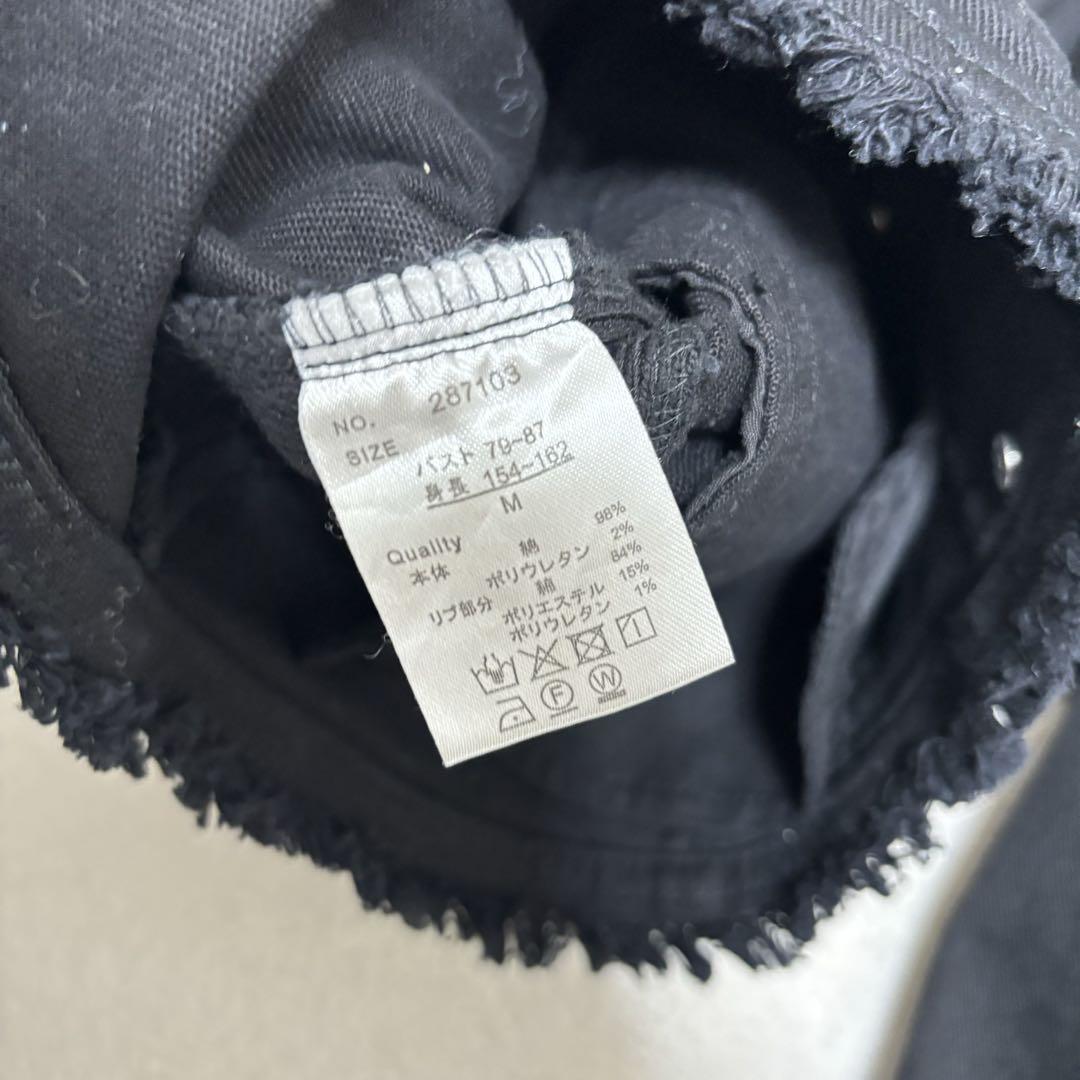 NO. 287103
SIZE バスト 79~87
身長 154~162
M
Quality
本体 綿 98%
ポリウレタン 2%
リブ部分 綿 84%
ポリエステル 15%
ポリウレタン 1%
F W